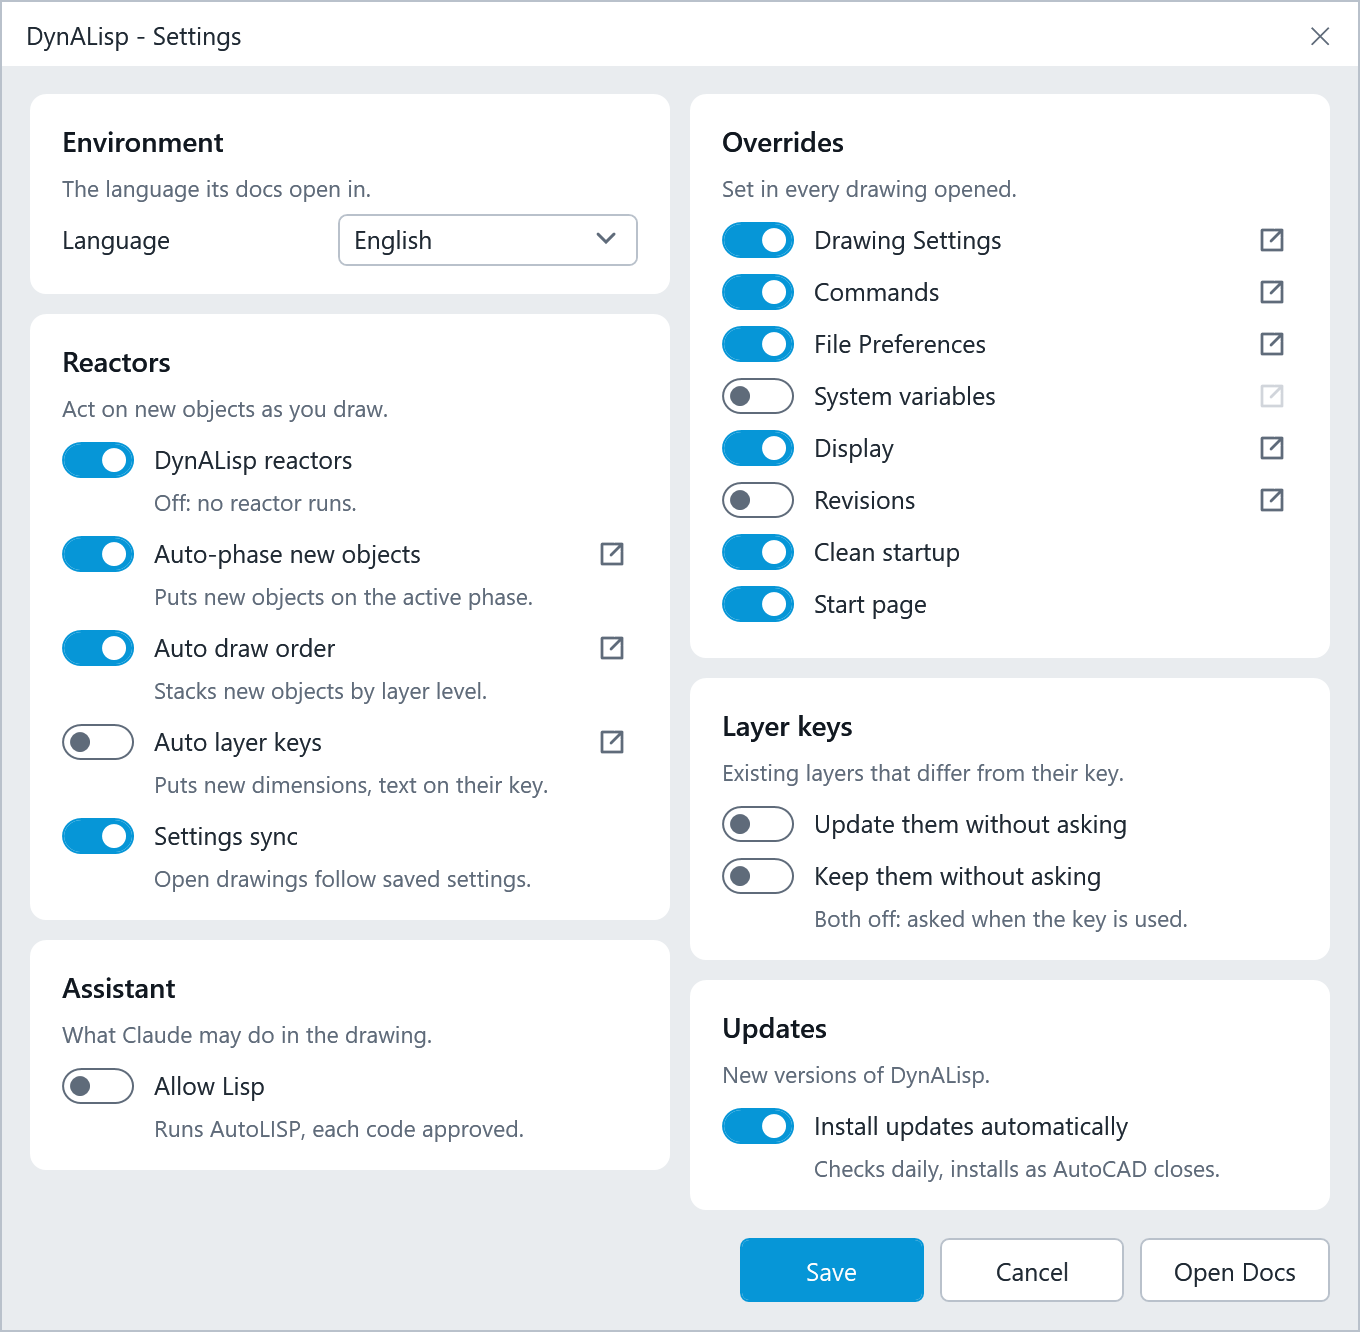 DynALisp - Settings
Environment
The language its docs open in.
Language
English
Reactors
Act on new objects as you draw.
DynALisp reactors
Off: no reactor runs.
Auto-phase new objects
Puts new objects on the active phase.
Auto draw order
Stacks new objects by layer level.
Auto layer keys
Puts new dimensions, text on their key.
Settings sync
Open drawings follow saved settings.
Assistant
What Claude may do in the drawing.
Allow Lisp
Runs AutoLISP, each code approved.
Overrides
Set in every drawing opened.
Drawing Settings
Commands
File Preferences
System variables
Display
Revisions
Clean startup
Start page
Layer keys
Existing layers that differ from their key.
Update them without asking
Keep them without asking
Both off: asked when the key is used.
Updates
New versions of DynALisp.
Install updates automatically
Checks daily, installs as AutoCAD closes.
Save
Cancel
Open Docs